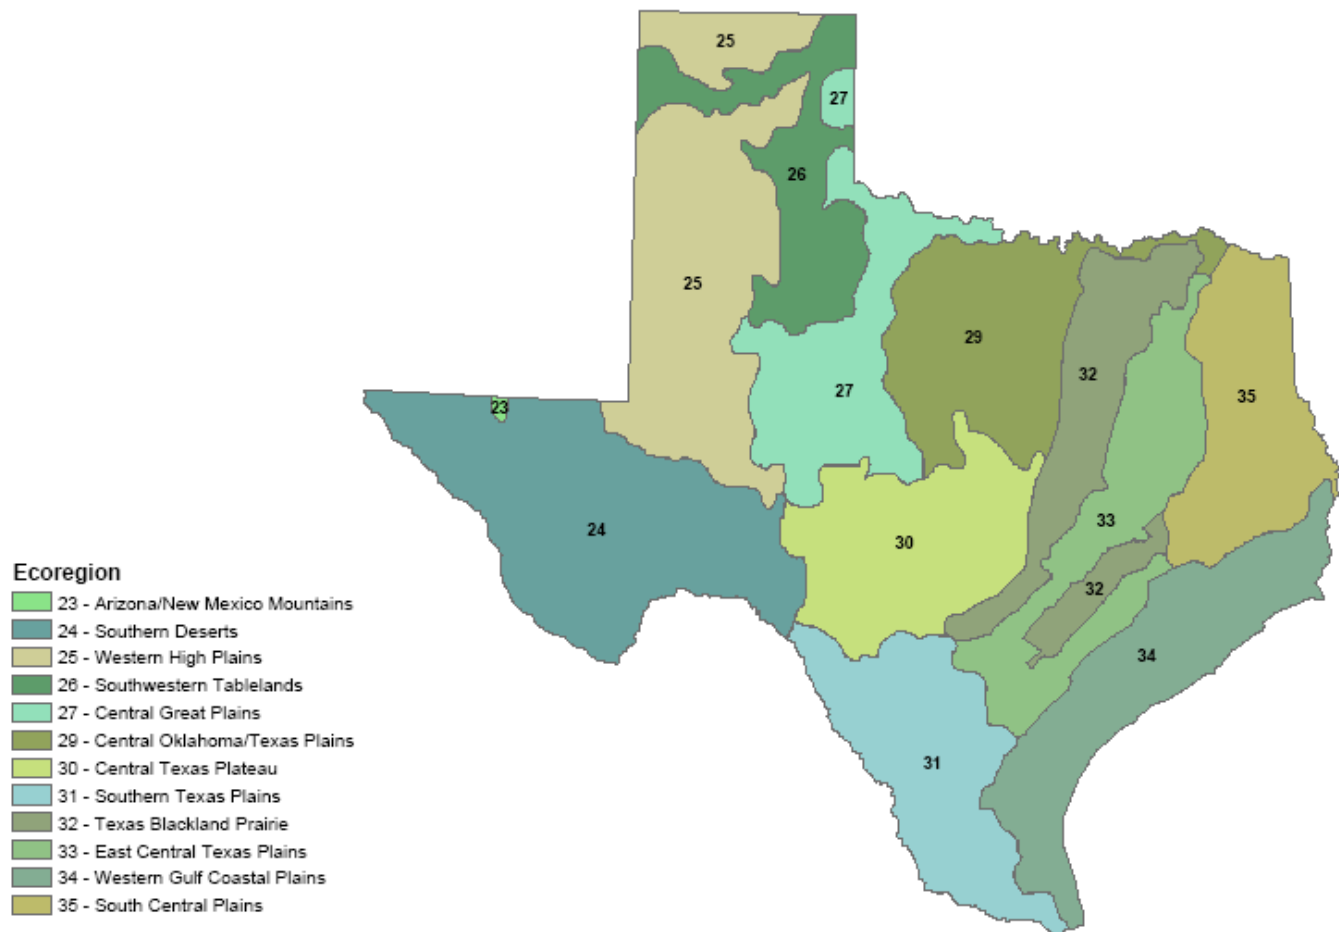 25
27
26
25
29
32
27
35
23
33
24
30
32
34
31
Ecoregion
23 - Arizona/New Mexico Mountains
24 - Southern Deserts
25 - Western High Plains
26 - Southwestern Tablelands
27 - Central Great Plains
29 - Central Oklahoma/Texas Plains
30 - Central Texas Plateau
31 - Southern Texas Plains
32 - Texas Blackland Prairie
33 - East Central Texas Plains
34 - Western Gulf Coastal Plains
35 - South Central Plains